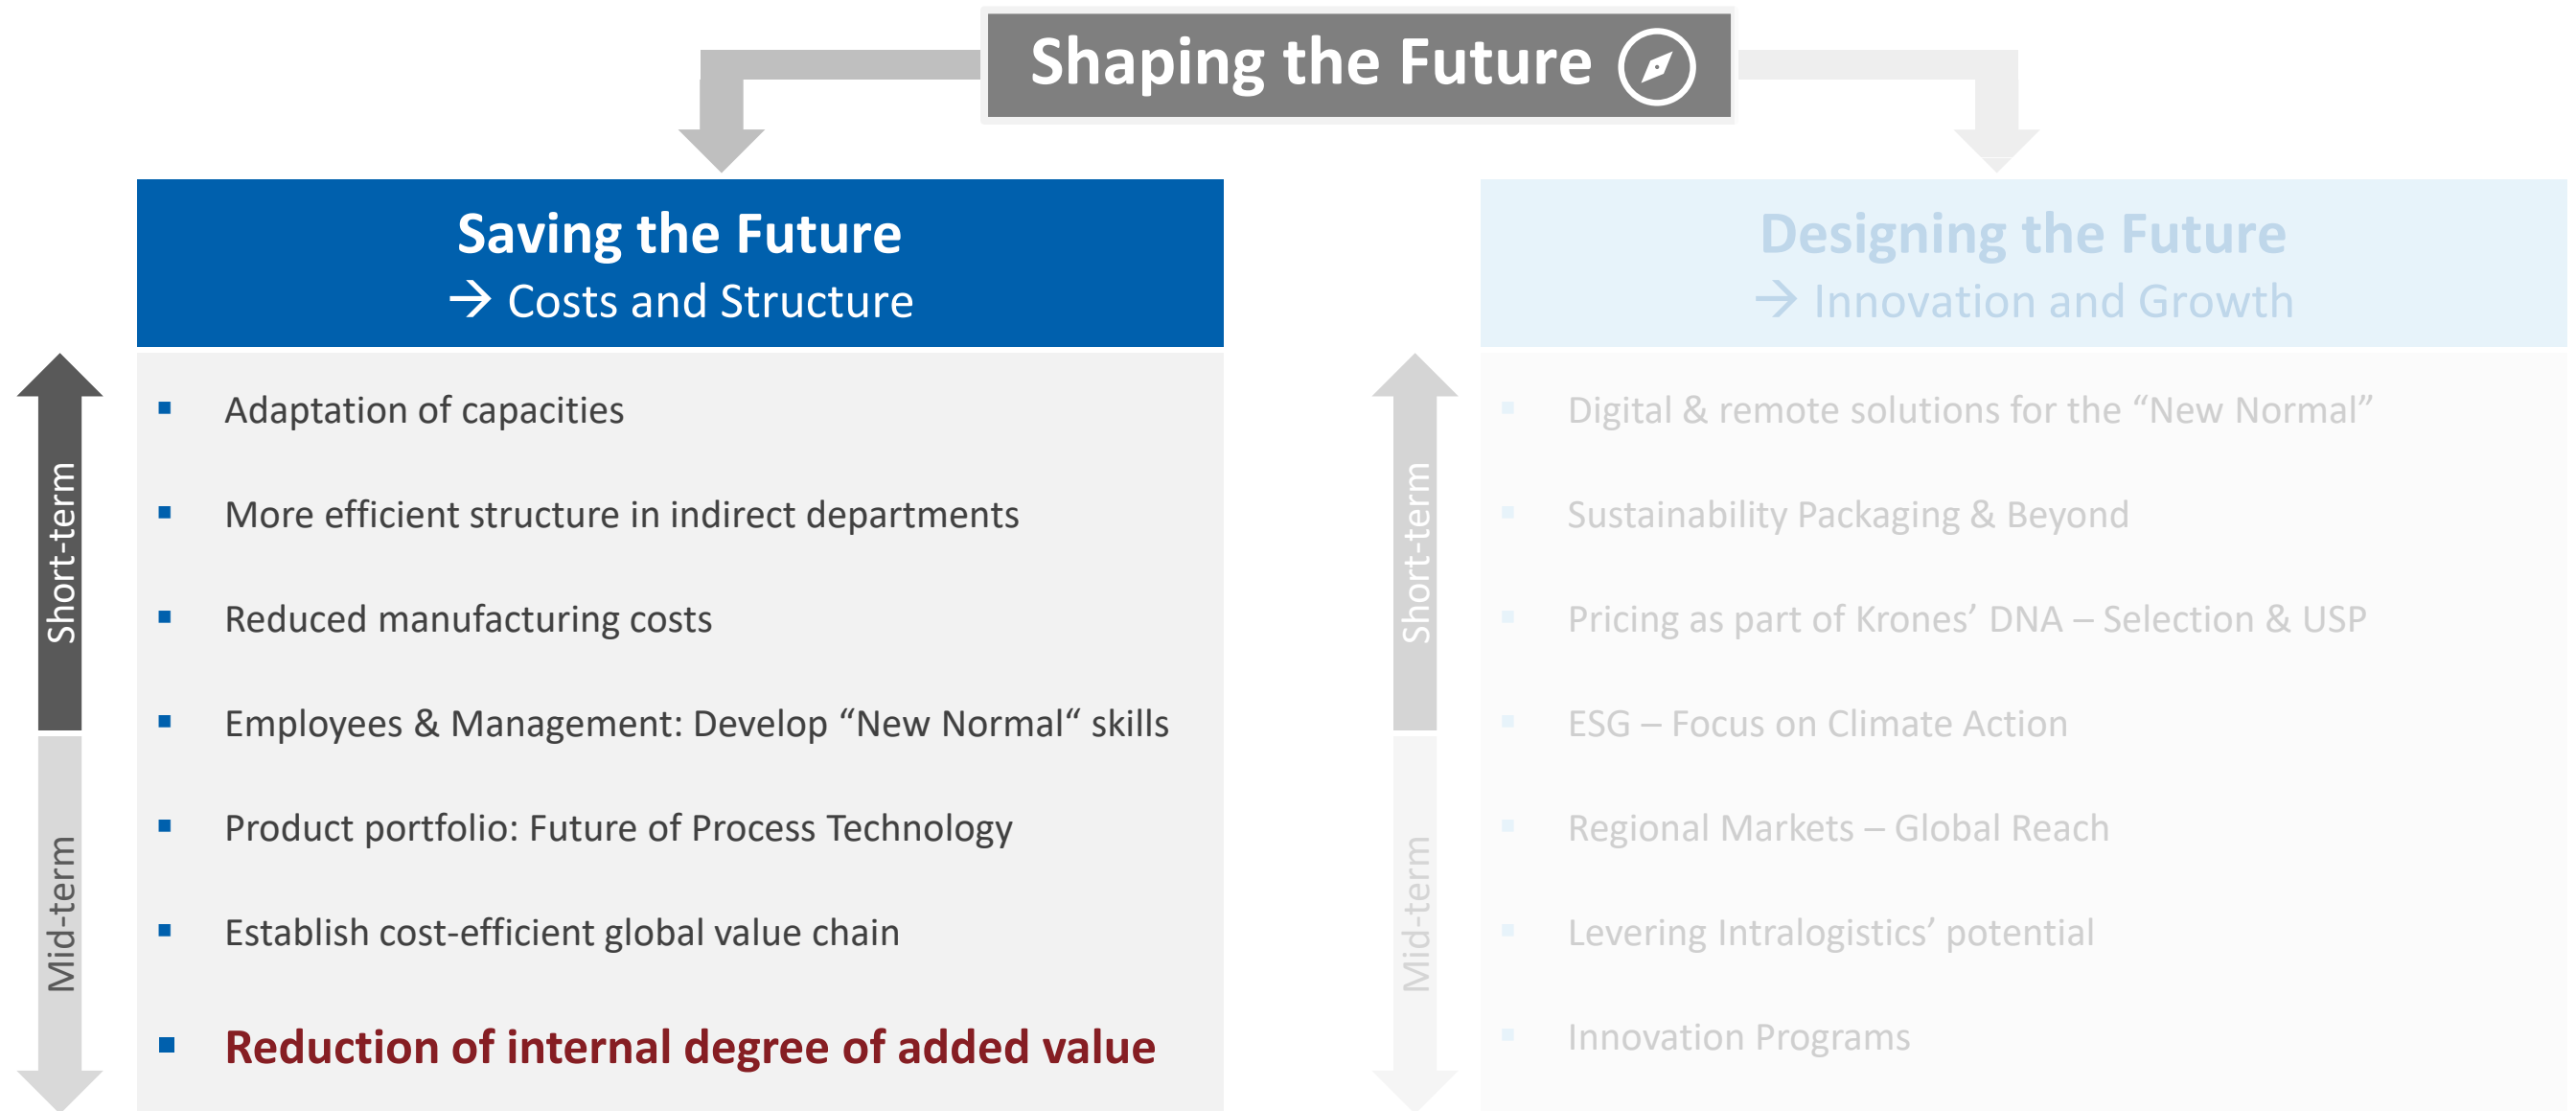 Shaping the Future
Saving the Future
→ Costs and Structure
Short-term
Mid-term
▪ Adaptation of capacities
▪ More efficient structure in indirect departments
▪ Reduced manufacturing costs
▪ Employees & Management: Develop “New Normal“ skills
▪ Product portfolio: Future of Process Technology
▪ Establish cost-efficient global value chain
▪ Reduction of internal degree of added value
Designing the Future
→ Innovation and Growth
Short-term
Mid-term
▪ Digital & remote solutions for the “New Normal”
▪ Sustainability Packaging & Beyond
▪ Pricing as part of Krones’ DNA – Selection & USP
▪ ESG – Focus on Climate Action
▪ Regional Markets – Global Reach
▪ Levering Intralogistics’ potential
▪ Innovation Programs